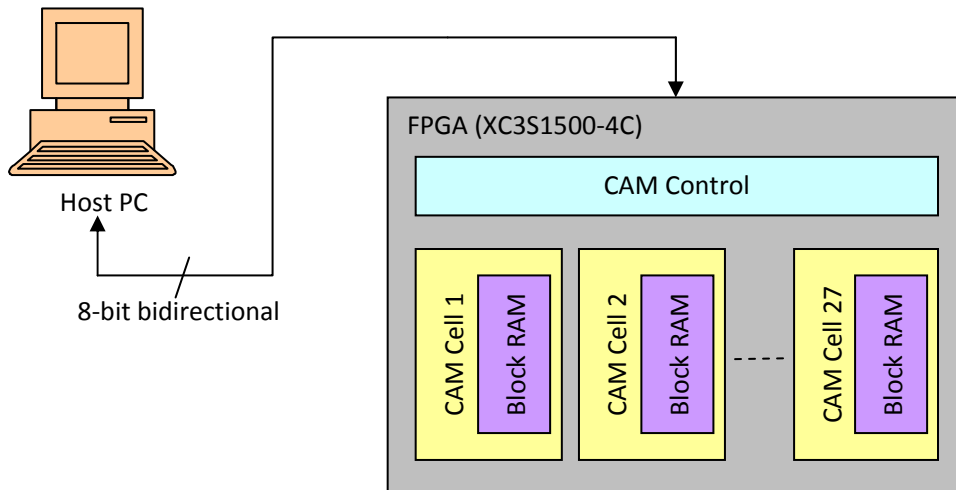 FPGA (XC3S1500-4C)
CAM Control
Host PC
8-bit bidirectional
CAM Cell 1
Block RAM
CAM Cell 2
Block RAM
CAM Cell 27
Block RAM